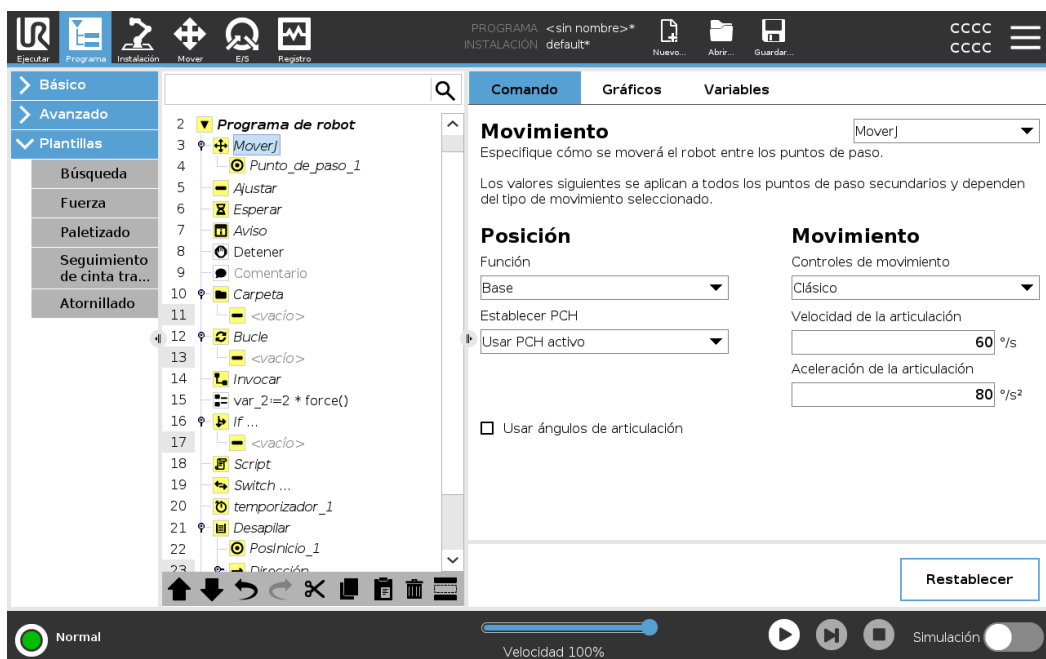 PROGRAMA <sin nombre>*
INSTALACIÓN default*
UR
Ejecutar
Programa
Instalación
Mover
E/S
Registro
Nuevo...
Abrir...
Guardar...
CCCC
CCCC
Básico
Avanzado
Plantillas
Búsqueda
Fuerza
Paletizado
Seguimiento
de cinta tra...
Atornillado
2 Programa de robot
3 MoverJ
4 Punto_de_paso_1
5 Ajustar
6 Esperar
7 Aviso
8 Detener
9 Comentario
10 Carpeta
11 <vacío>
12 Bucle
13 <vacío>
14 Invocar
15 var_2:=2 * force()
16 If ...
17 <vacío>
18 Script
19 Switch ...
20 temporizador_1
21 Desapilar
22 PosInicio_1
23 Dirección
Comando
Gráficos
Variables
Movimiento
MoverJ
Especifique cómo se moverá el robot entre los puntos de paso.
Los valores siguientes se aplican a todos los puntos de paso secundarios y dependen
del tipo de movimiento seleccionado.
Posición
Función
Base
Establecer PCH
Usar PCH activo
Usar ángulos de articulación
Movimiento
Controles de movimiento
Clásico
Velocidad de la articulación
60 °/s
Aceleración de la articulación
80 °/s²
Restablecer
Normal
Velocidad 100%
Simulación